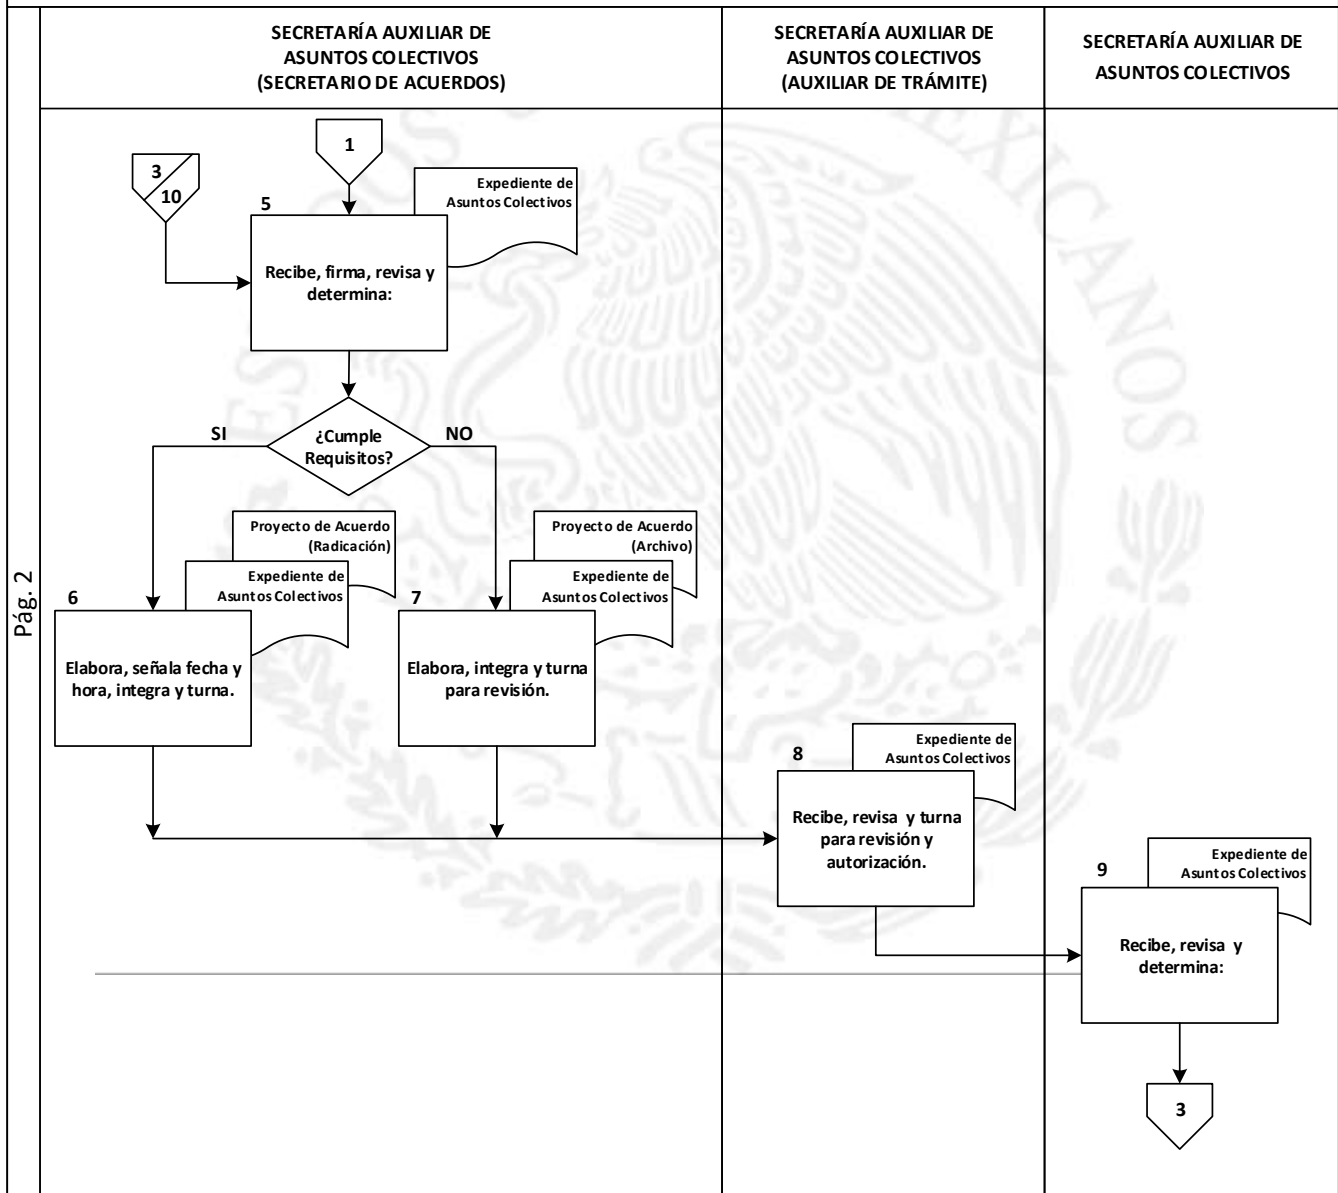 SECRETARÍA AUXILIAR DE
ASUNTOS COLECTIVOS
(SECRETARIO DE ACUERDOS)
SECRETARÍA AUXILIAR DE
ASUNTOS COLECTIVOS
(AUXILIAR DE TRÁMITE)
SECRETARÍA AUXILIAR DE
ASUNTOS COLECTIVOS
Pág. 2
1
3
10
5
Expediente de
Asuntos Colectivos
Recibe, firma, revisa y
determina:
SI
¿Cumple
Requisitos?
NO
Proyecto de Acuerdo
(Radicación)
Expediente de
Asuntos Colectivos
6
Elabora, señala fecha y
hora, integra y turna.
Proyecto de Acuerdo
(Archivo)
Expediente de
Asuntos Colectivos
7
Elabora, integra y turna
para revisión.
8
Expediente de
Asuntos Colectivos
Recibe, revisa y turna
para revisión y
autorización.
9
Expediente de
Asuntos Colectivos
Recibe, revisa y
determina:
3
MEXICANOS